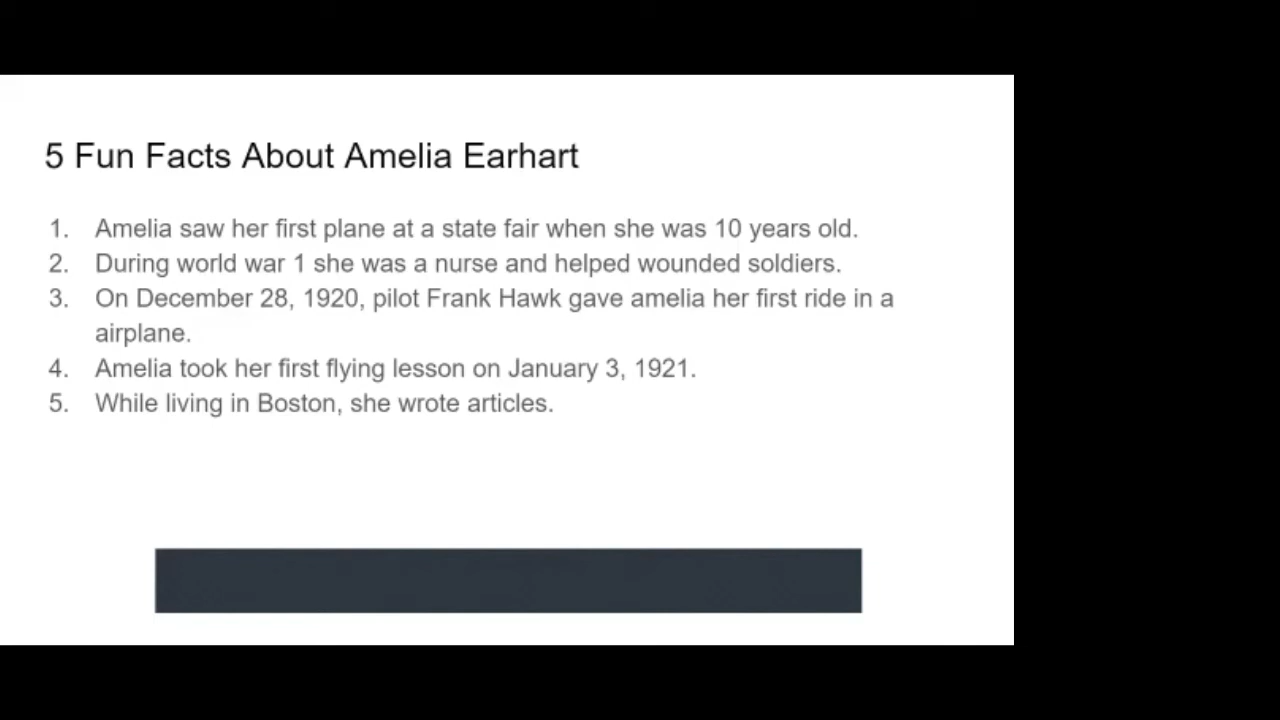 5 Fun Facts About Amelia Earhart
1. Amelia saw her first plane at a state fair when she was 10 years old.
2. During world war 1 she was a nurse and helped wounded soldiers.
3. On December 28, 1920, pilot Frank Hawk gave amelia her first ride in a
airplane.
4. Amelia took her first flying lesson on January 3, 1921.
5. While living in Boston, she wrote articles.